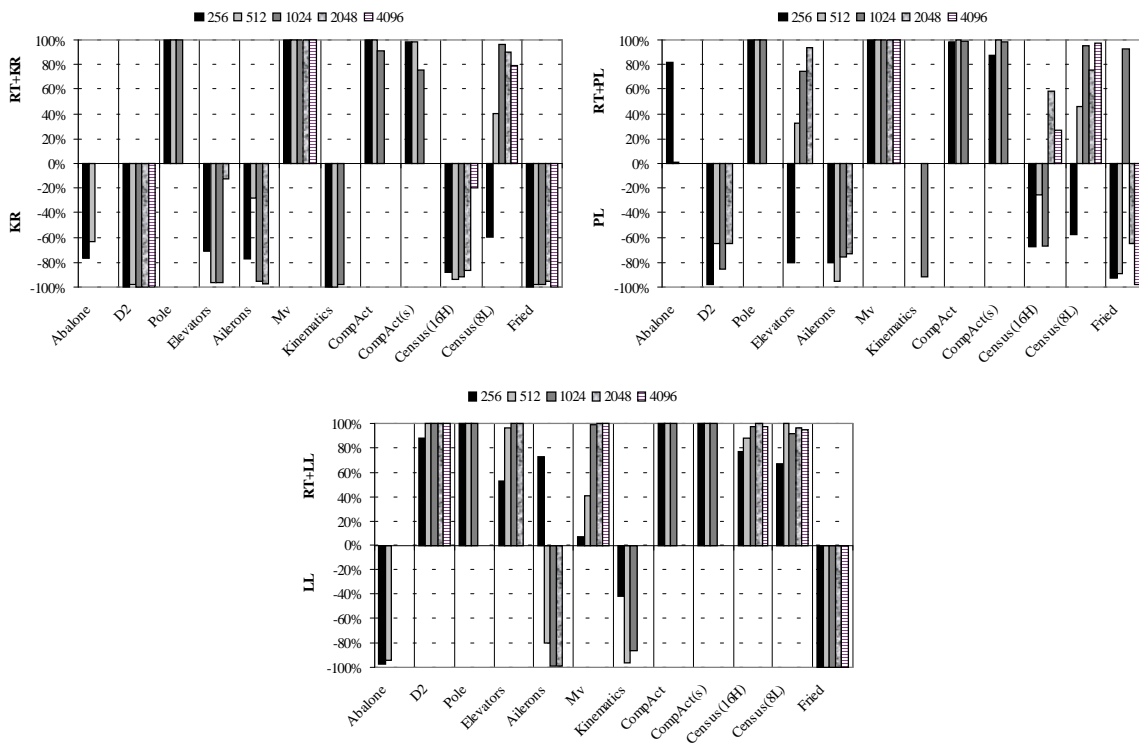 256 512 1024 2048 4096
100%
80%
60%
40%
20%
0%
-20%
-40%
-60%
-80%
-100%
RT+KR
KR
Abalone
D2
Pole
Elevators
Ailerons
Mv
Kinematics
CompAct
CompAct(s)
Census(16H)
Census(8L)
Fried
256 512 1024 2048 4096
100%
80%
60%
40%
20%
0%
-20%
-40%
-60%
-80%
-100%
RT+PL
PL
Abalone
D2
Pole
Elevators
Ailerons
Mv
Kinematics
CompAct
CompAct(s)
Census(16H)
Census(8L)
Fried
256 512 1024 2048 4096
100%
80%
60%
40%
20%
0%
-20%
-40%
-60%
-80%
-100%
RT+LL
LL
Abalone
D2
Pole
Elevators
Ailerons
Mv
Kinematics
CompAct
CompAct(s)
Census(16H)
Census(8L)
Fried